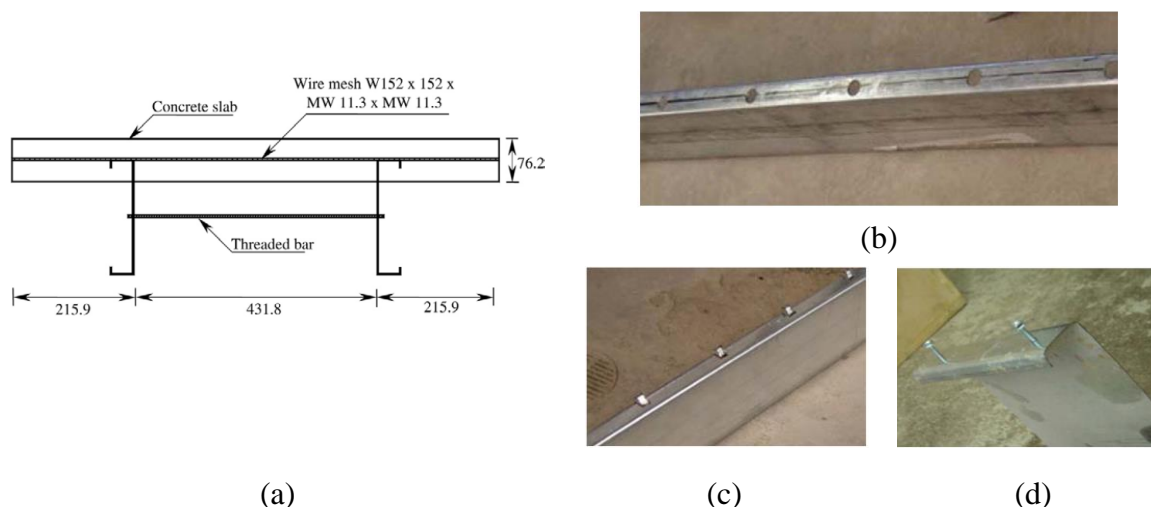 Wire mesh W152 x 152 x
MW 11.3 x MW 11.3
Concrete slab
76.2
Threaded bar
215.9
431.8
215.9
(a)
(b)
(c)
(d)